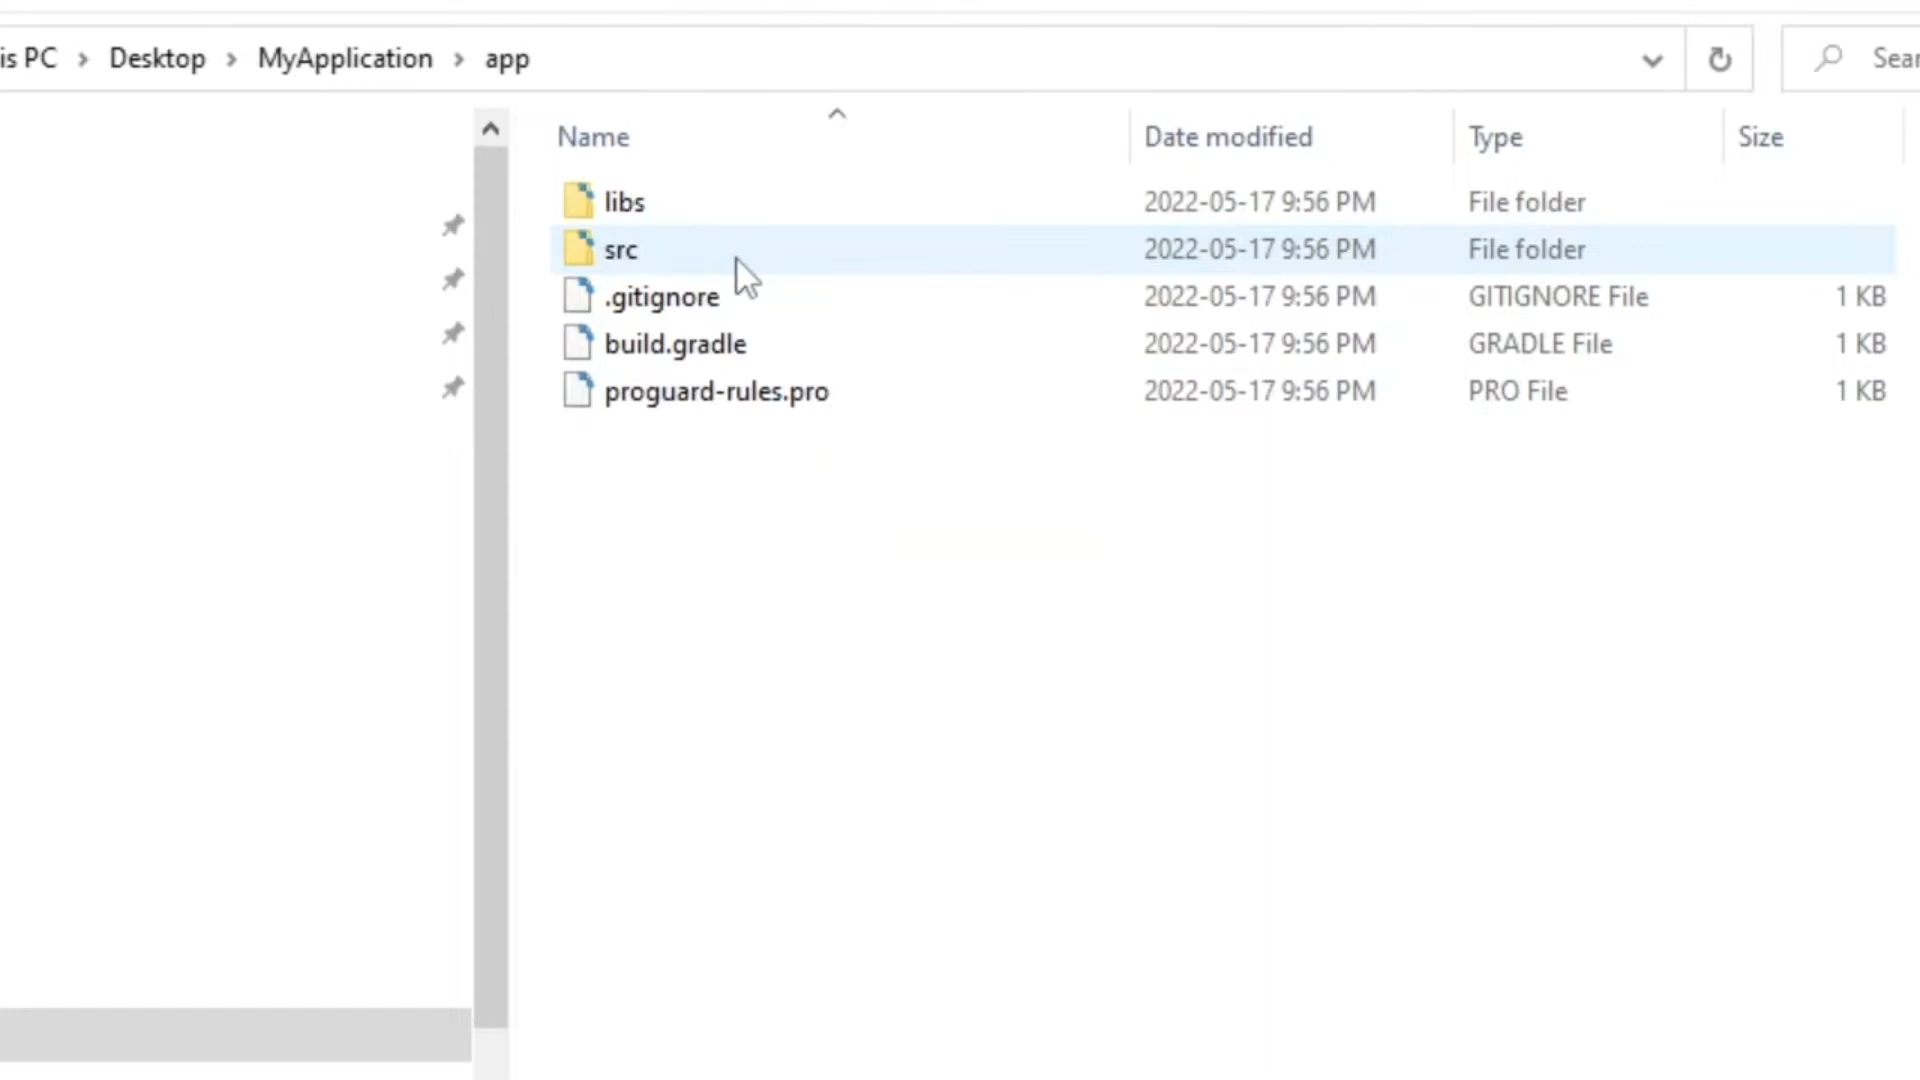 PC > Desktop > MyApplication > app
Name Date modified Type Size
libs 2022-05-17 9:56 PM File folder
src 2022-05-17 9:56 PM File folder
.gitignore 2022-05-17 9:56 PM GITIGNORE File 1 KB
build.gradle 2022-05-17 9:56 PM GRADLE File 1 KB
proguard-rules.pro 2022-05-17 9:56 PM PRO File 1 KB